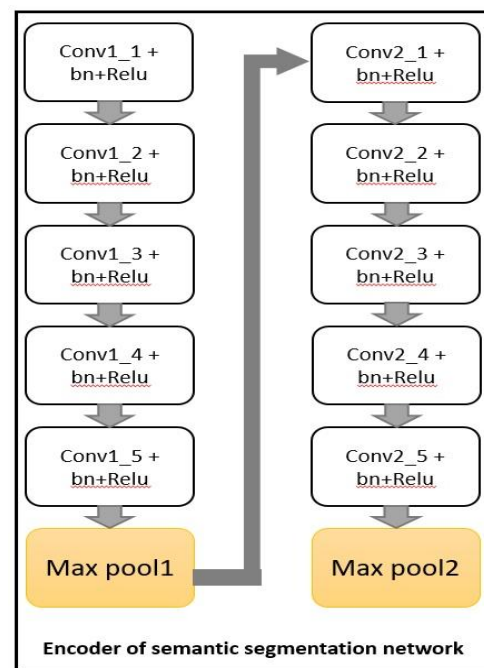 Conv1_1 +
bn+Relu
Conv1_2 +
bn+Relu
Conv1_3 +
bn+Relu
Conv1_4 +
bn+Relu
Conv1_5 +
bn+Relu
Max pool1
Conv2_1 +
bn+Relu
Conv2_2 +
bn+Relu
Conv2_3 +
bn+Relu
Conv2_4 +
bn+Relu
Conv2_5 +
bn+Relu
Max pool2
Encoder of semantic segmentation network